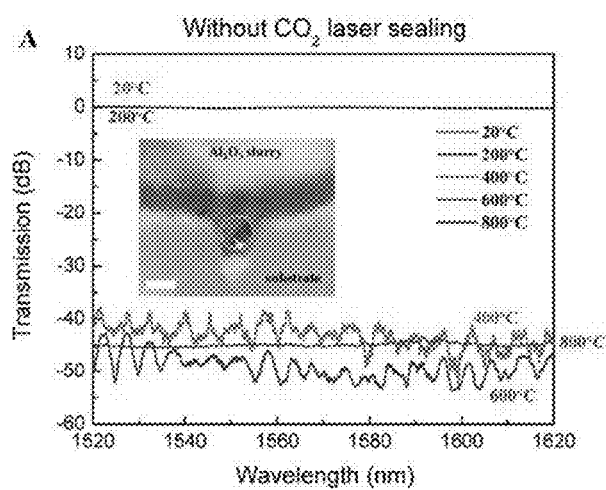 A
Without CO₂ laser sealing
10
0
-10
-20
-30
-40
-50
-60
20°C
200°C
Al₂O₃ slurry
substrate
20°C
200°C
400°C
600°C
800°C
400°C
800°C
600°C
Transmission (dB)
1520 1540 1560 1580 1600 1620
Wavelength (nm)